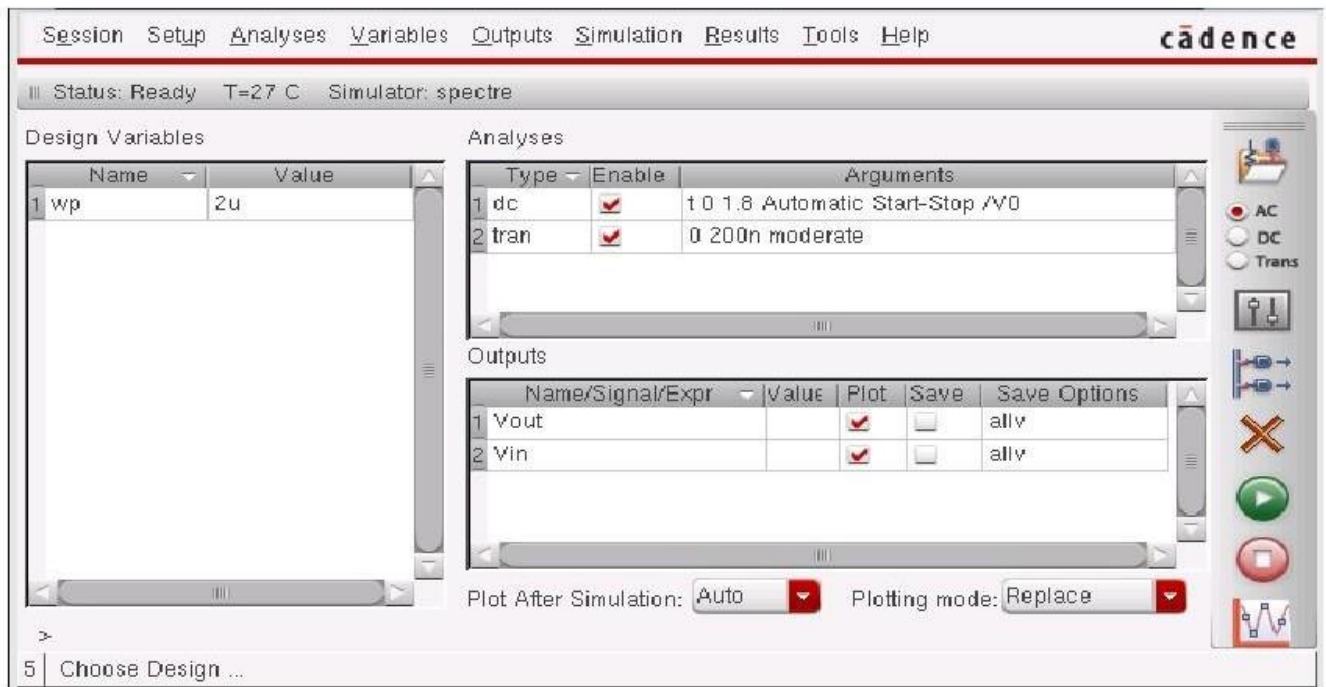 Session Setup Analyses Variables Outputs Simulation Results Tools Help cādence
Status: Ready T=27 C Simulator: spectre
Design Variables
Name Value
1 wp 2u
Analyses
Type Enable Arguments
1 dc t 0 1.8 Automatic Start-Stop /V0
2 tran 0 200n moderate
Outputs
Name/Signal/Expr Value Plot Save Save Options
1 Vout allv
2 Vin allv
Plot After Simulation: Auto Plotting mode: Replace
AC
DC
Trans
>
5 Choose Design ...